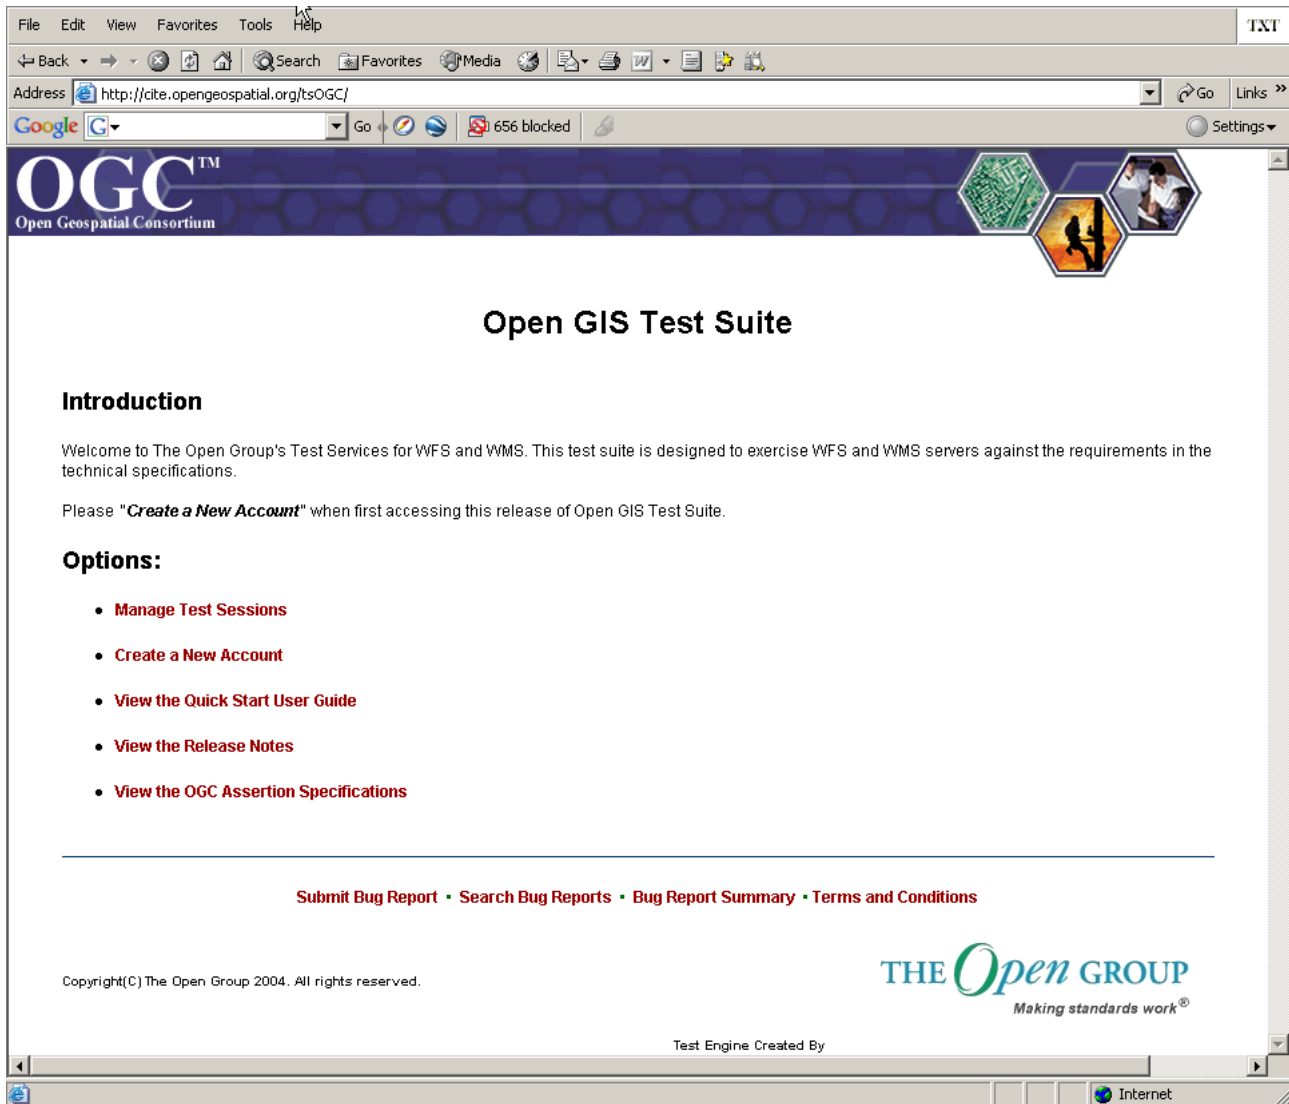 File Edit View Favorites Tools Help TXT
Back Search Favorites Media W
Address http://cite.opengeospatial.org/tsOGC/ Go Links »
Google G Go 656 blocked Settings
OGC™
Open Geospatial Consortium
Open GIS Test Suite
Introduction
Welcome to The Open Group's Test Services for WFS and WMS. This test suite is designed to exercise WFS and WMS servers against the requirements in the
technical specifications.
Please "Create a New Account" when first accessing this release of Open GIS Test Suite.
Options:
• Manage Test Sessions
• Create a New Account
• View the Quick Start User Guide
• View the Release Notes
• View the OGC Assertion Specifications
Submit Bug Report ▪ Search Bug Reports ▪ Bug Report Summary ▪ Terms and Conditions
THE Open GROUP
Copyright(C) The Open Group 2004. All rights reserved.
Making standards work®
Test Engine Created By
Internet